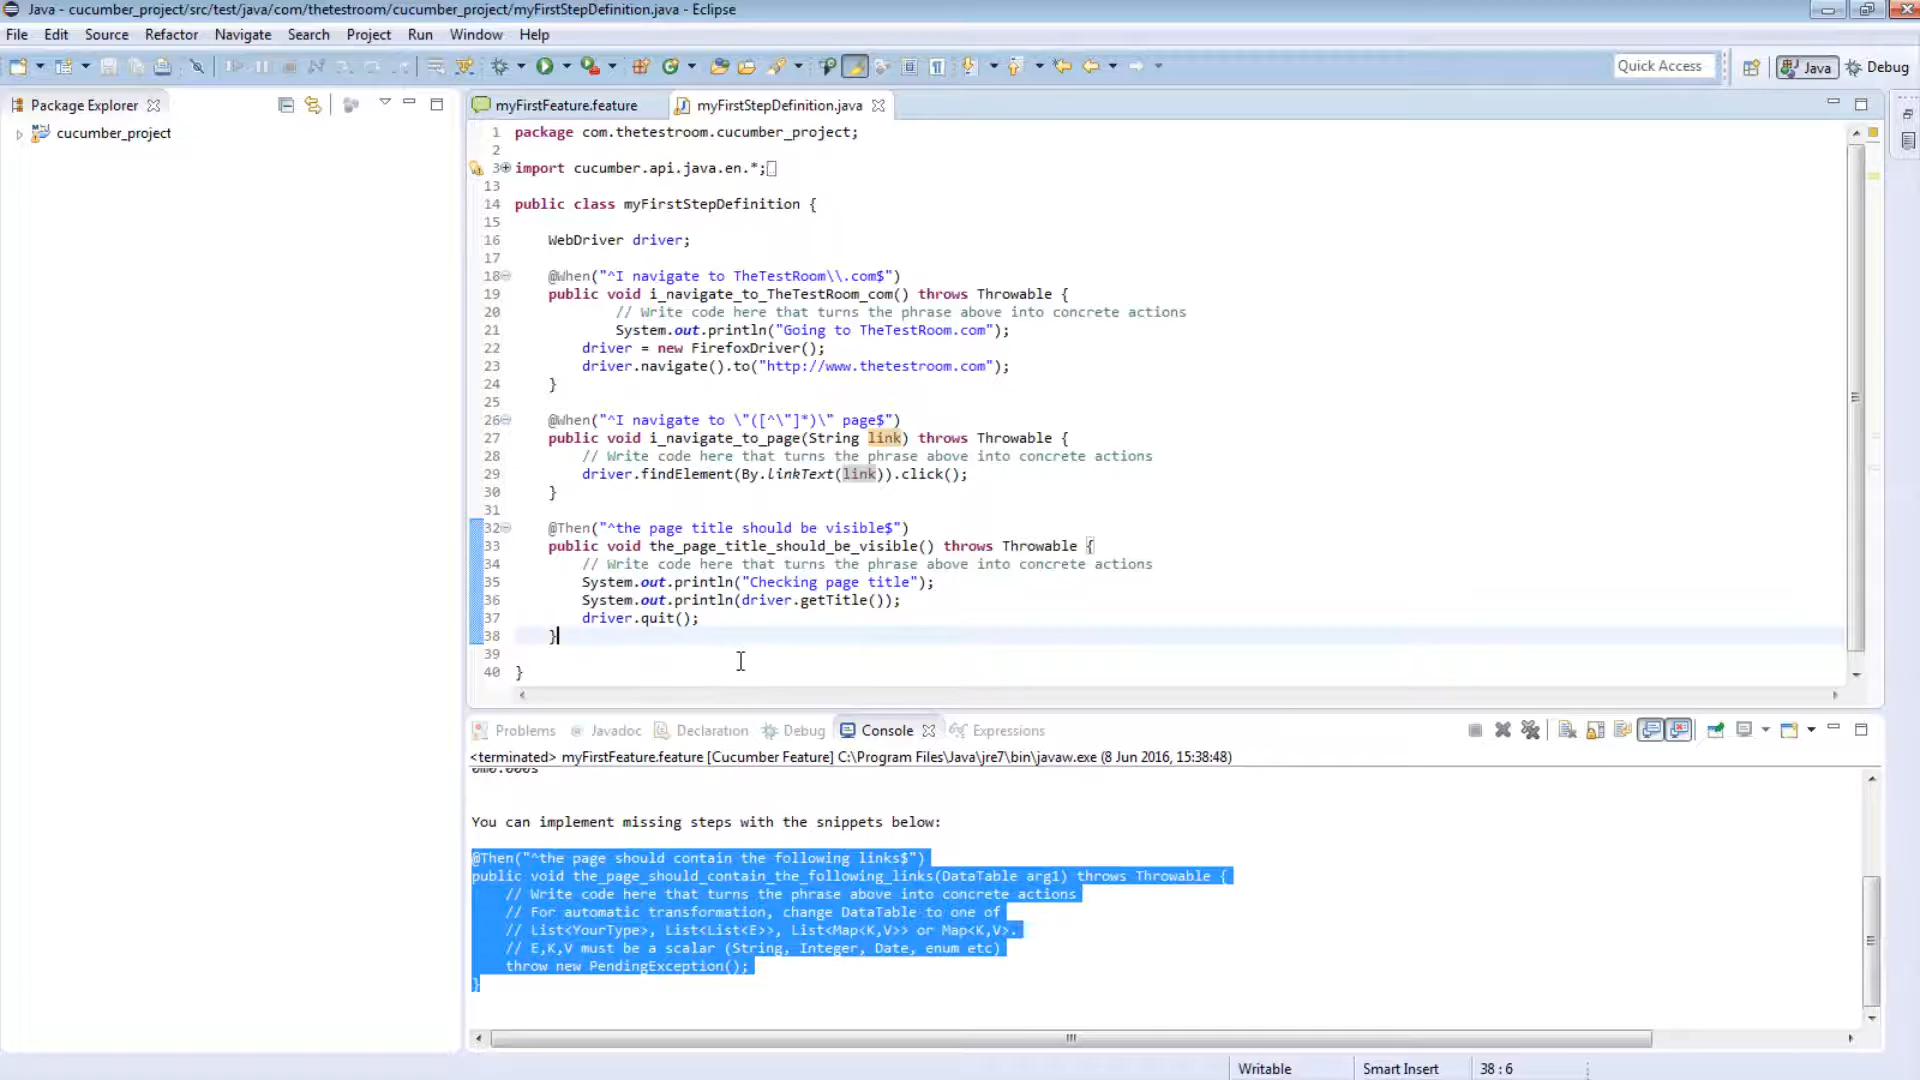 Java - cucumber_project/src/test/java/com/thetestroom/cucumber_project/myFirstStepDefinition.java - Eclipse
File Edit Navigate Source Refactor Navigate Search Project Run Window Help
Quick Access Java Debug
Package Explorer
cucumber_project
myFirstFeature.feature myFirstStepDefinition.java
1 package com.thetestroom.cucumber_project;
2
3 import cucumber.api.java.en.*;
13
14 public class myFirstStepDefinition {
15
16 WebDriver driver;
17
18 @When("^I navigate to TheTestRoom\\.com$")
19 public void i_navigate_to_TheTestRoom_com() throws Throwable {
20 // Write code here that turns the phrase above into concrete actions
21 System.out.println("Going to TheTestRoom.com");
22 driver = new FirefoxDriver();
23 driver.navigate().to("http://www.thetestroom.com");
24 }
25
26 @When("^I navigate to \"([^\"]*)\" page$")
27 public void i_navigate_to_page(String link) throws Throwable {
28 // Write code here that turns the phrase above into concrete actions
29 driver.findElement(By.linkText(link)).click();
30 }
31
32 @Then("^the page title should be visible$")
33 public void the_page_title_should_be_visible() throws Throwable {
34 // Write code here that turns the phrase above into concrete actions
35 System.out.println("Checking page title");
36 System.out.println(driver.getTitle());
37 driver.quit();
38 }
39
40 }
Problems Javadoc Declaration Debug Console Expressions
<terminated> myFirstFeature.feature [Cucumber Feature] C:\Program Files\Java\jre7\bin\javaw.exe (8 Jun 2016, 15:38:48)
0m0.000s
You can implement missing steps with the snippets below:
@Then("^the page should contain the following links$")
public void the_page_should_contain_the_following_links(DataTable arg1) throws Throwable {
// Write code here that turns the phrase above into concrete actions
// For automatic transformation, change DataTable to one of
// List<YourType>, List<List<E>>, List<Map<K,V>> or Map<K,V>.
// E,K,V must be a scalar (String, Integer, Date, enum etc)
throw new PendingException();
}
Writable Smart Insert 38 : 6